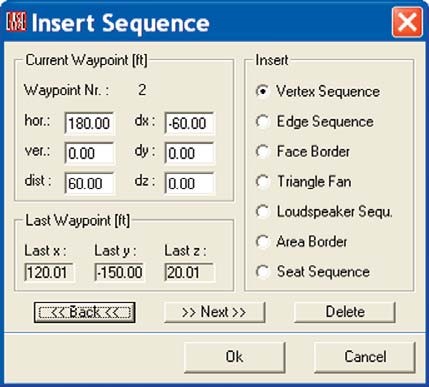 EASE Insert Sequence
Current Waypoint [ft]
Waypoint Nr. : 2
hor.: 180.00 dx : -60.00
ver.: 0.00 dy : 0.00
dist : 60.00 dz : 0.00
Last Waypoint [ft]
Last x : Last y : Last z :
120.01 -150.00 20.01
Insert
Vertex Sequence
Edge Sequence
Face Border
Triangle Fan
Loudspeaker Sequ.
Area Border
Seat Sequence
<< Back << >> Next >> Delete
Ok Cancel